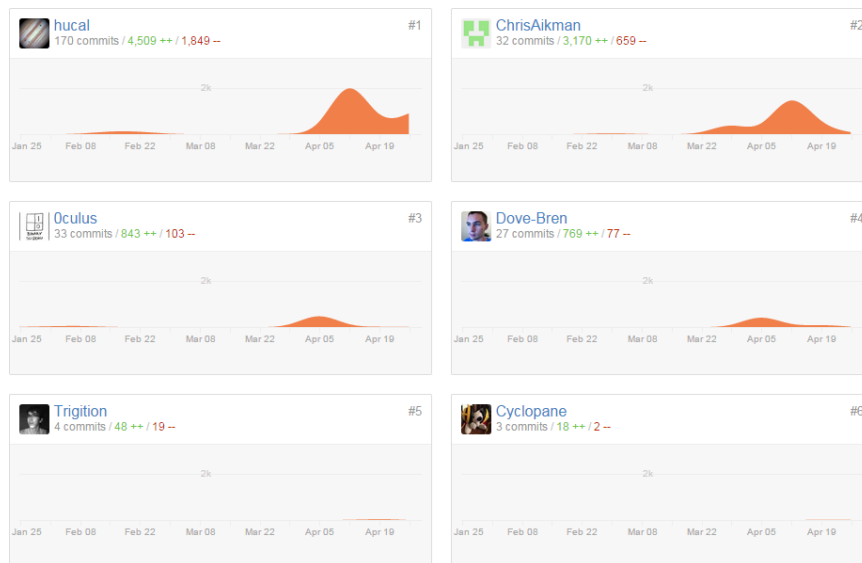 hucal #1
170 commits / 4,509 ++ / 1,849 --
2k
Jan 25 Feb 08 Feb 22 Mar 08 Mar 22 Apr 05 Apr 19
ChrisAikman #2
32 commits / 3,170 ++ / 659 --
2k
Jan 25 Feb 08 Feb 22 Mar 08 Mar 22 Apr 05 Apr 19
0culus #3
33 commits / 843 ++ / 103 --
2k
Jan 25 Feb 08 Feb 22 Mar 08 Mar 22 Apr 05 Apr 19
Dove-Bren #4
27 commits / 769 ++ / 77 --
2k
Jan 25 Feb 08 Feb 22 Mar 08 Mar 22 Apr 05 Apr 19
Trigition #5
4 commits / 48 ++ / 19 --
2k
Jan 25 Feb 08 Feb 22 Mar 08 Mar 22 Apr 05 Apr 19
Cyclopane #6
3 commits / 18 ++ / 2 --
2k
Jan 25 Feb 08 Feb 22 Mar 08 Mar 22 Apr 05 Apr 19